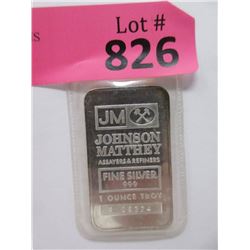 s
Lot #
826
JM
JOHNSON
MATTHEY
ASSAYERS & REFINERS
FINE SILVER
999
1 OUNCE TROY